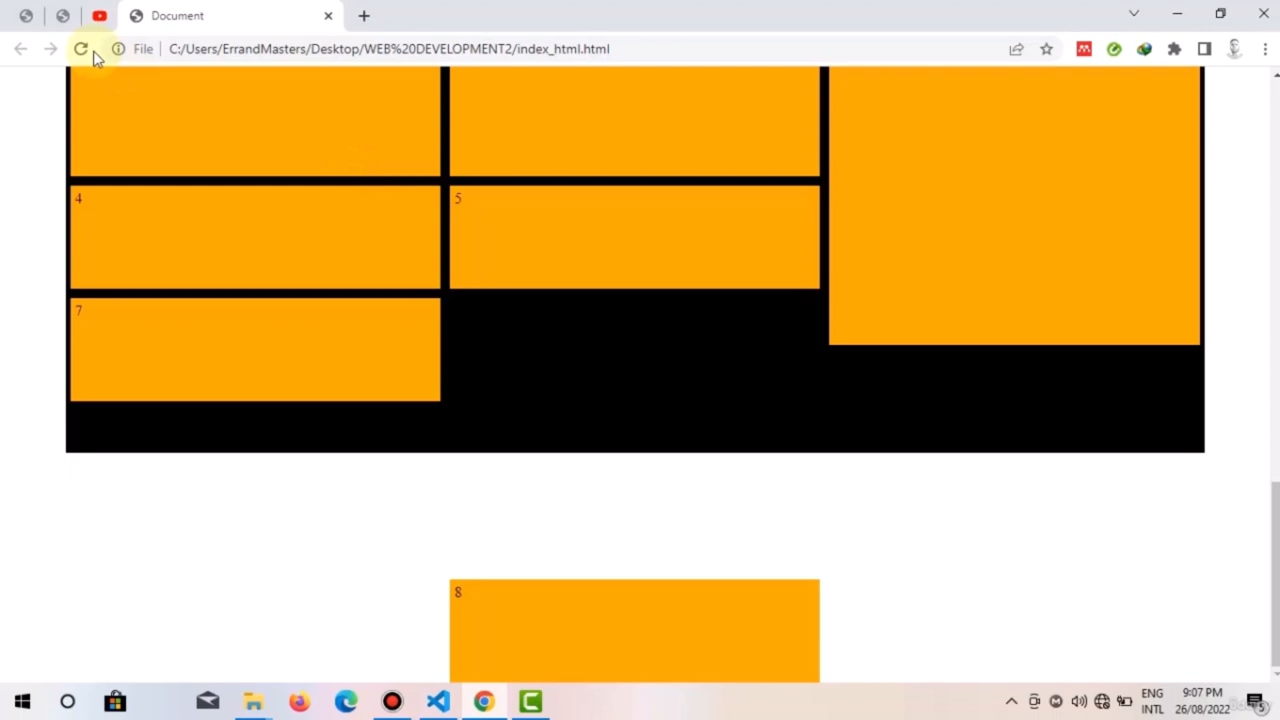 Document
File
C:/Users/ErrandMasters/Desktop/WEB%20DEVELOPMENT2/index_html.html
4
5
7
8
ENG
INTL
9:07 PM
26/08/2022
5